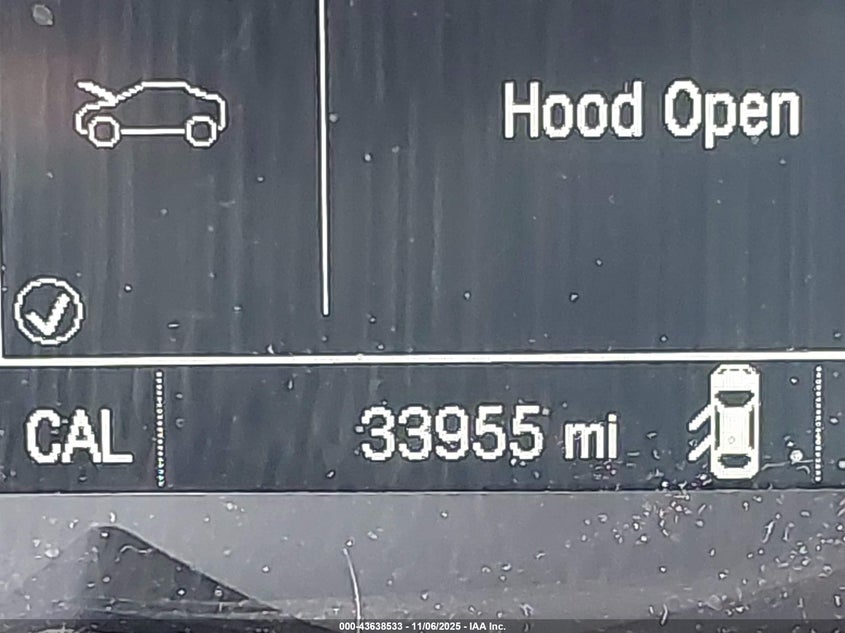 Hood Open
CAL 33955 mi
000-43638533 - 11/06/2025 - IAA Inc.